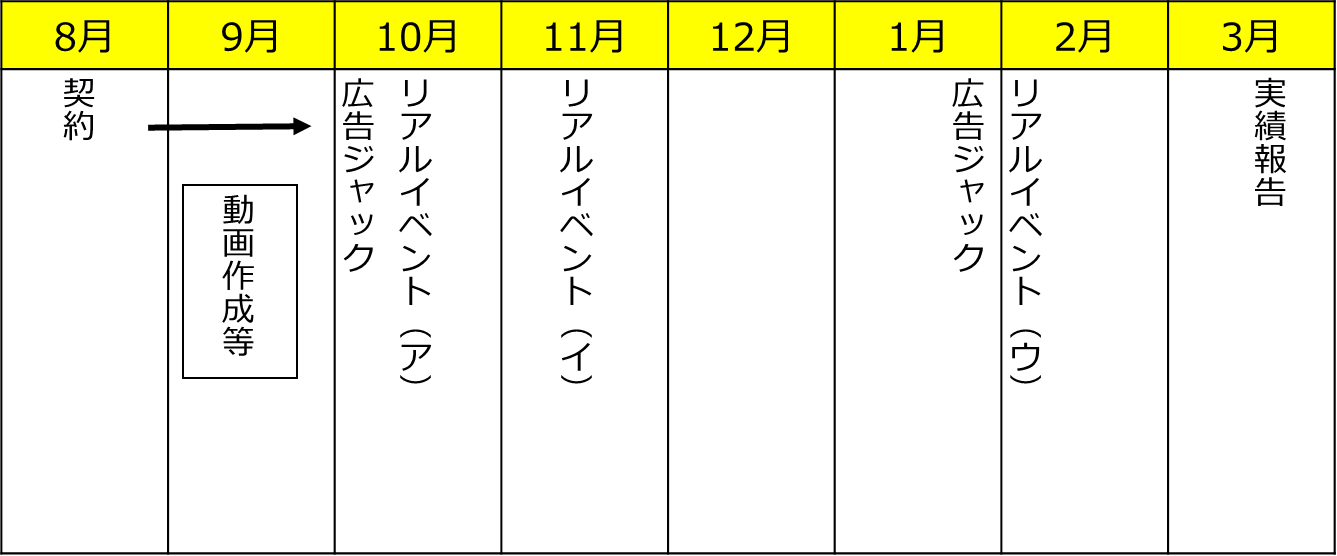 8月
9月
10月
11月
12月
1月
2月
3月
契約
動画作成等
広告ジャック
リアルイベント（ア）
リアルイベント（イ）
広告ジャック
リアルイベント（ウ）
実績報告